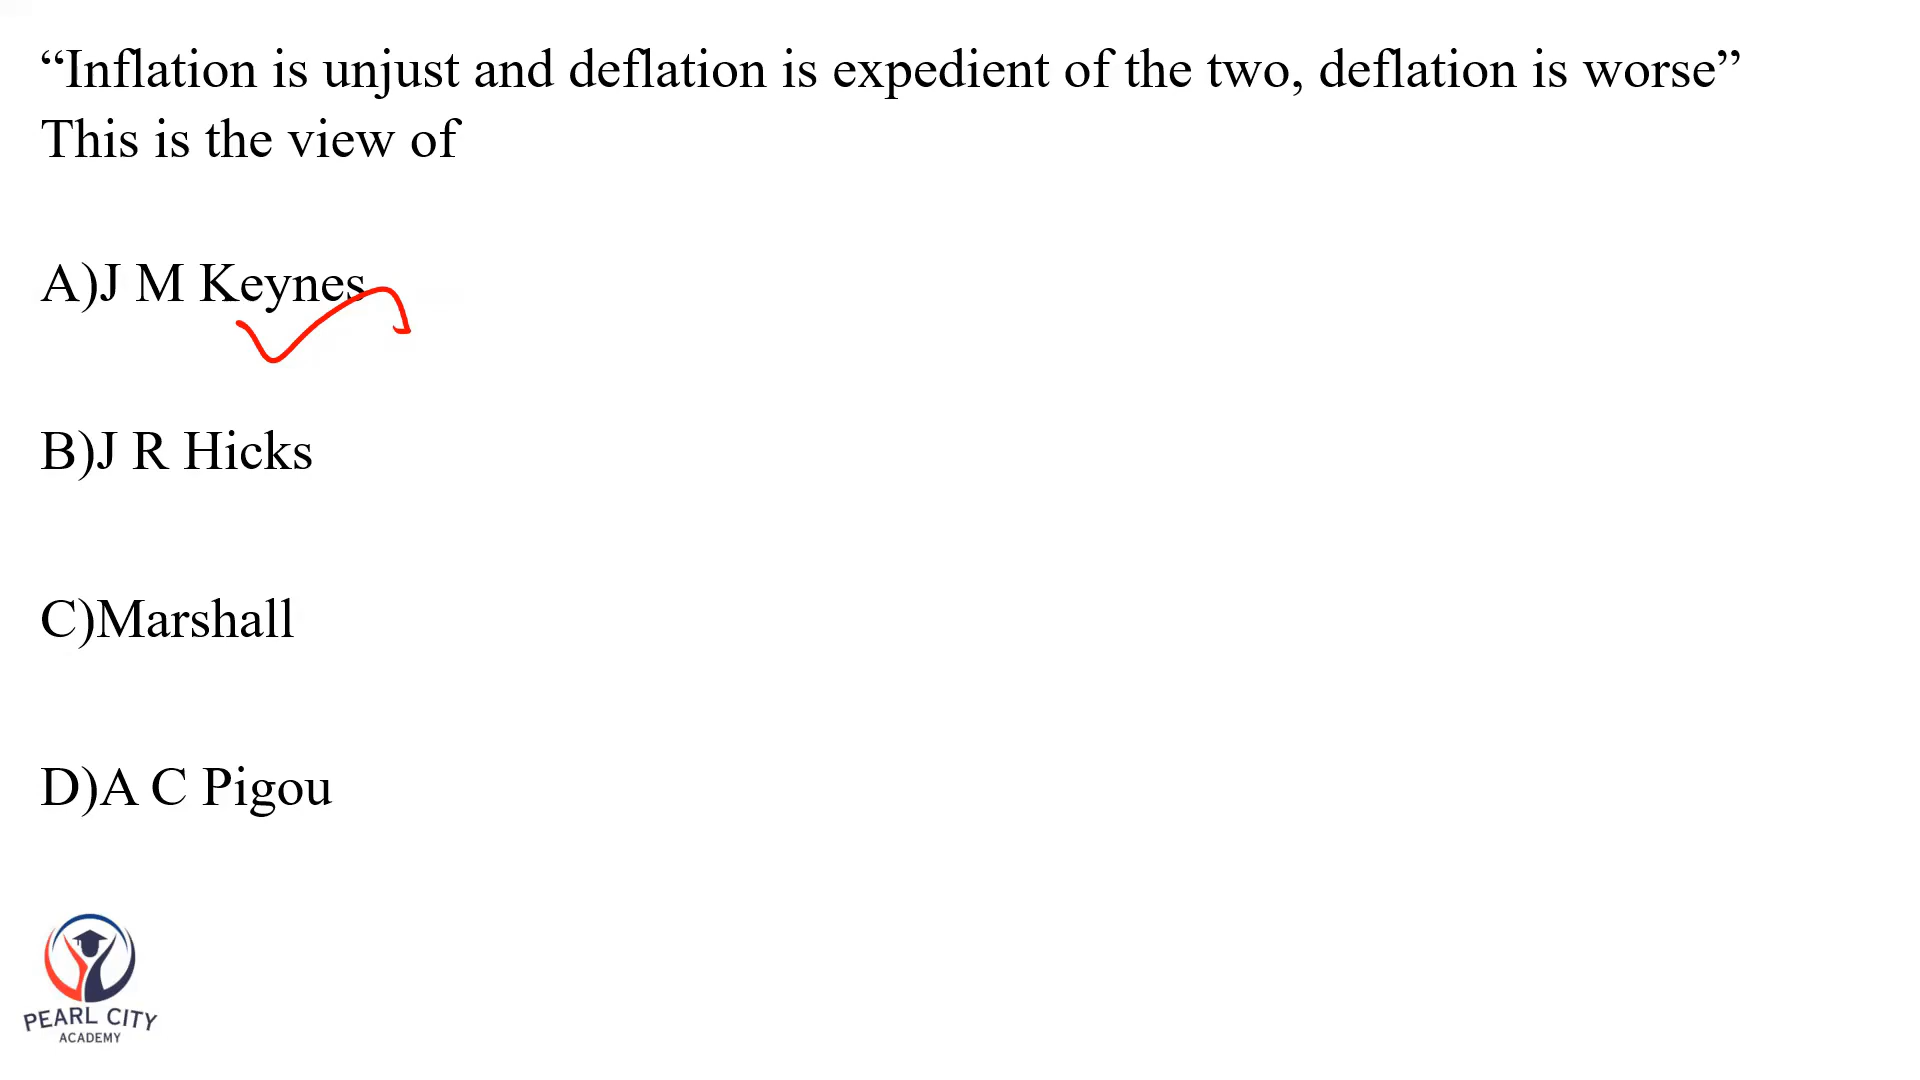 “Inflation is unjust and deflation is expedient of the two, deflation is worse”
This is the view of
A)J M Keynes
B)J R Hicks
C)Marshall
D)A C Pigou
PEARL CITY
ACADEMY